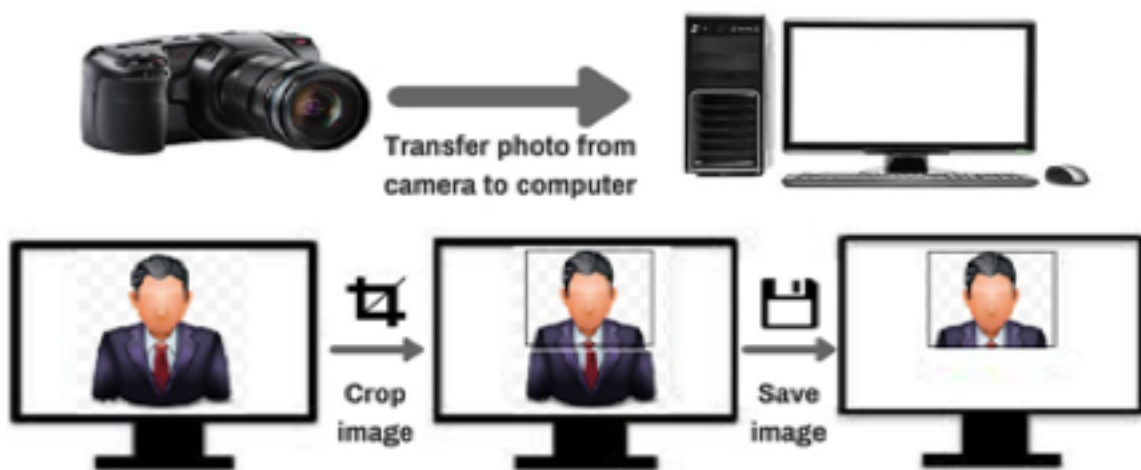 Transfer photo from
camera to computer
Crop
image
Save
image